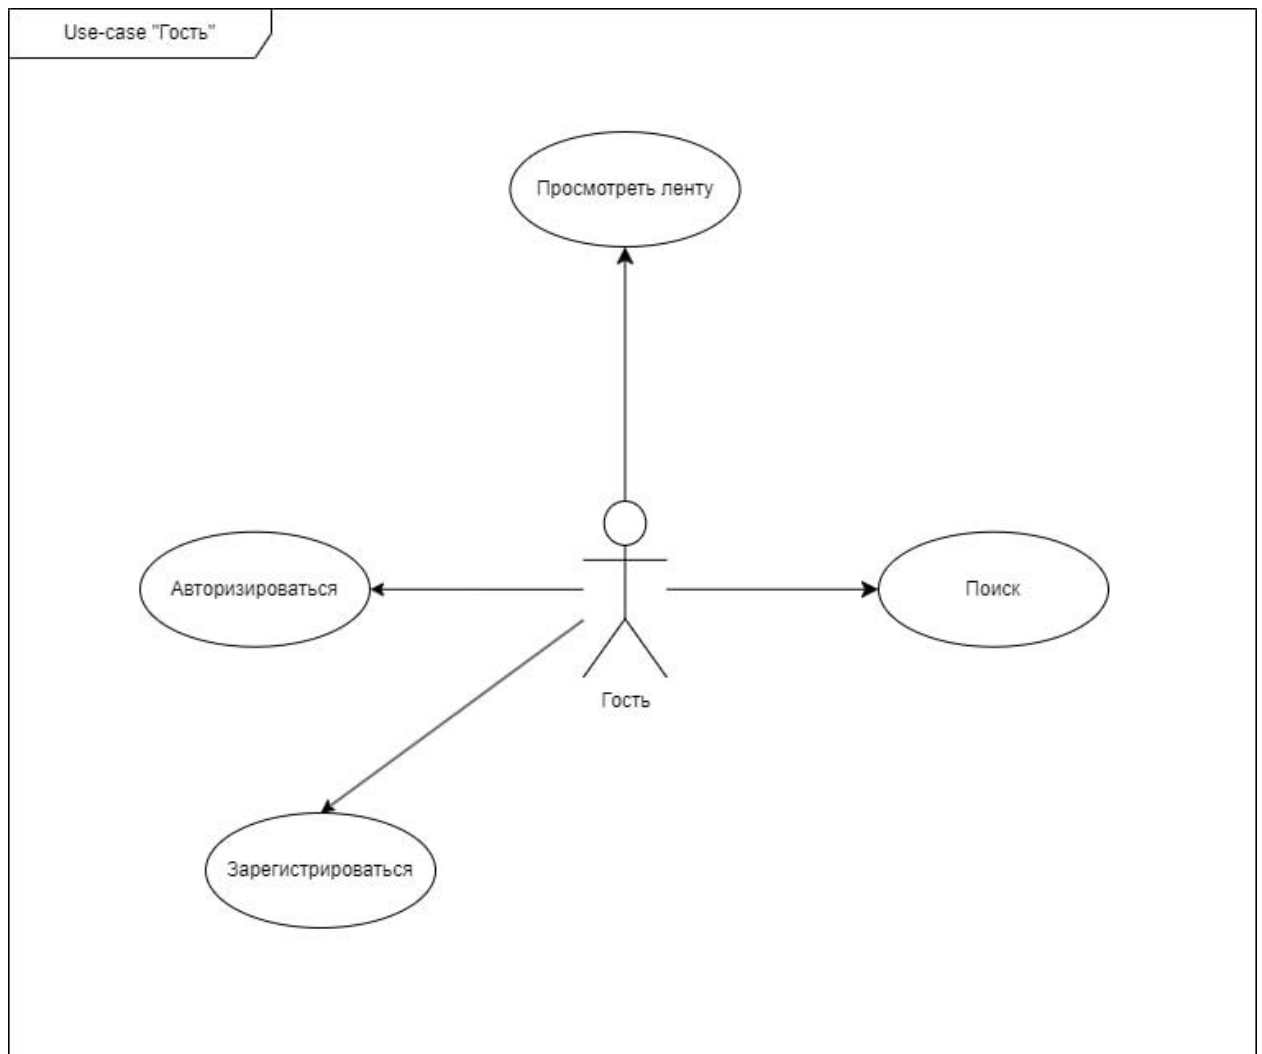 Use-case "Гость"
Просмотреть ленту
Авторизироваться
Поиск
Гость
Зарегистрироваться